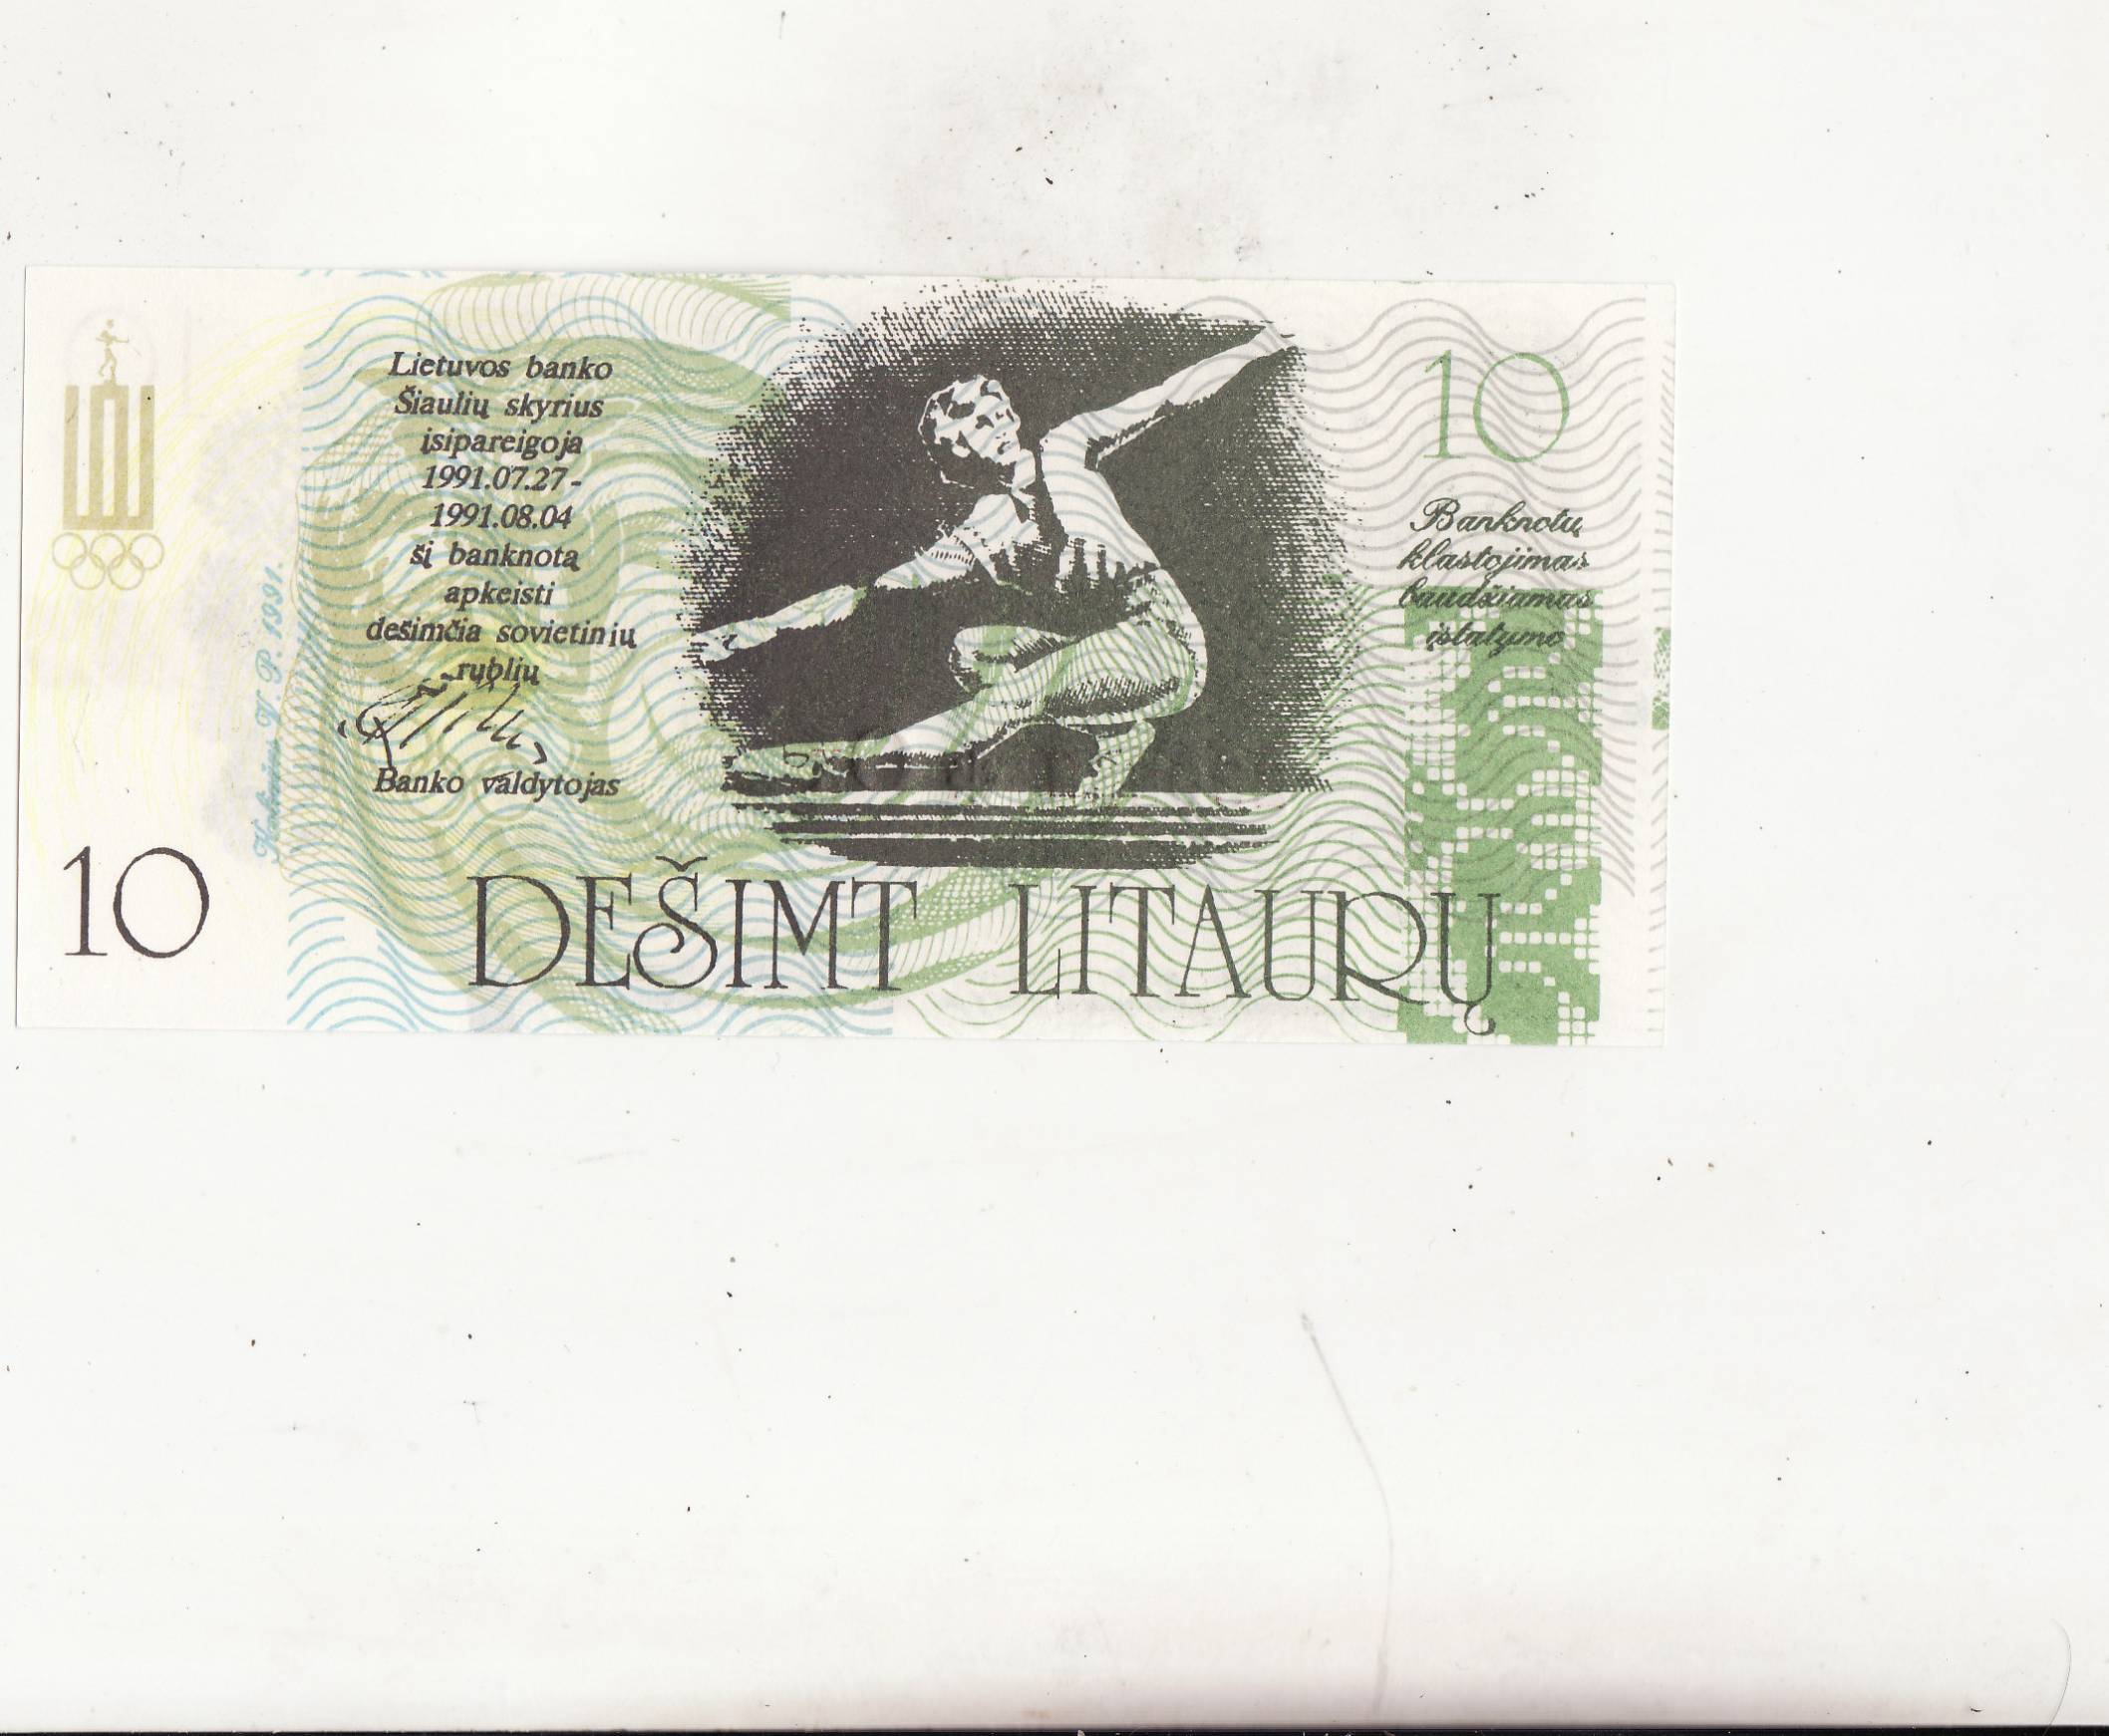 Lietuvos banko
Šiaulių skyrius
įsipareigoja
1991.07.27-
1991.08.04
šį banknotą
apkeisti
dešimčia sovietinių
rublių
Banko valdytojas
V P. 1991.
10
Banknotų
klastojimas
baudžiamas
įstatymo
10
DEŠIMT LITAURŲ